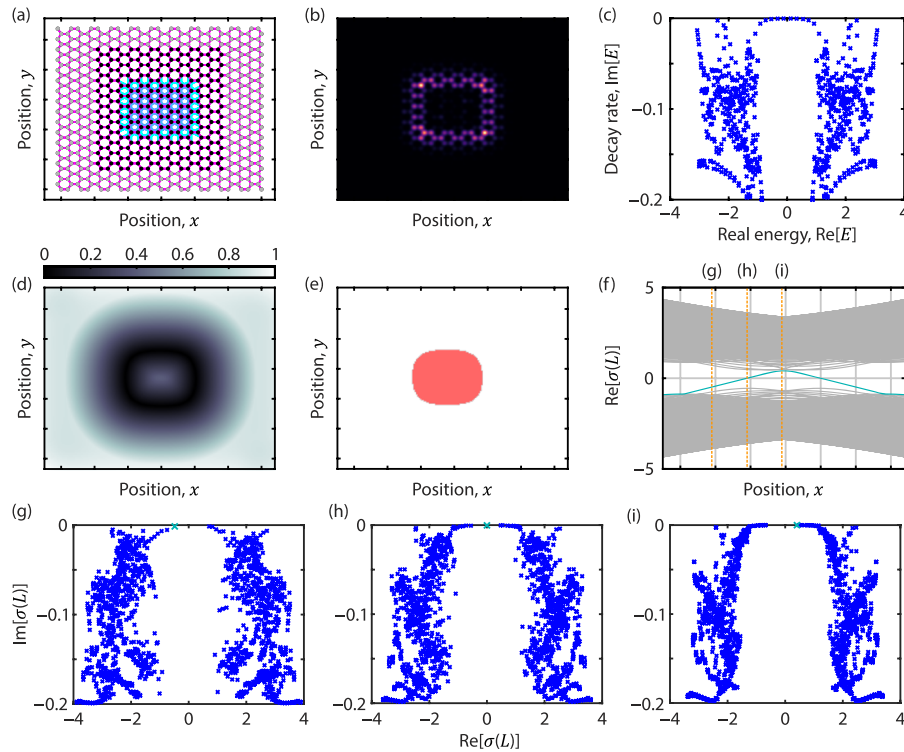 (a)
Position, y
Position, x
(b)
Position, y
Position, x
(c)
Decay rate, Im[E]
0
−0.1
−0.2
−4 −2 0 2 4
Real energy, Re[E]
0 0.2 0.4 0.6 0.8 1
(d)
Position, y
Position, x
(e)
Position, y
Position, x
(g) (h) (i)
(f)
Re[σ(L)]
5
0
−5
Position, x
(g)
Im[σ(L)]
0
−0.1
−0.2
−4 −2 0 2 4
(h)
0
−0.1
−0.2
−4 −2 0 2 4
Re[σ(L)]
(i)
0
−0.1
−0.2
−4 −2 0 2 4